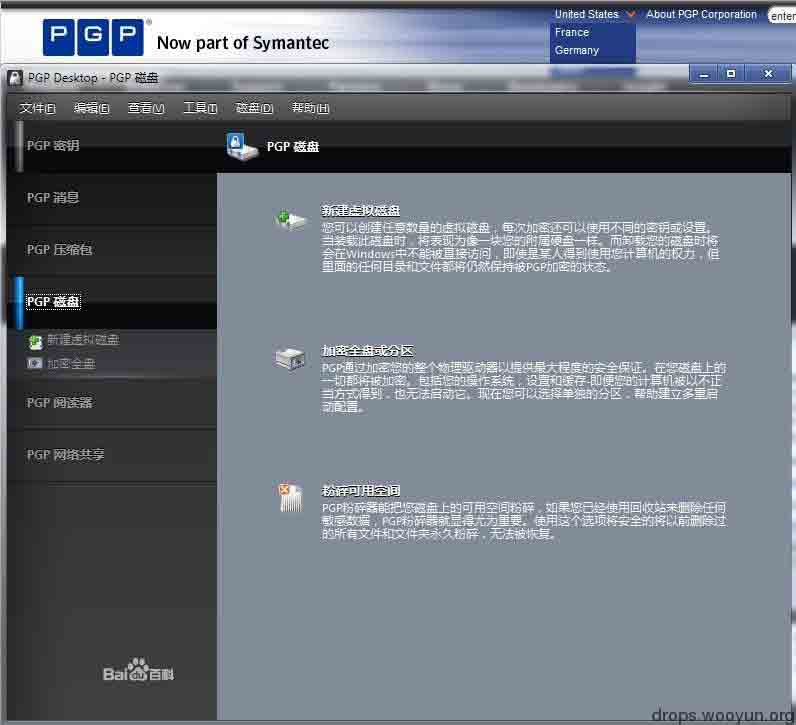 United States About PGP Corporation enter
France
Germany
PGP® Now part of Symantec
PGP Desktop - PGP 磁盘
文件(F) 编辑(E) 查看(V) 工具(T) 磁盘(D) 帮助(H)
PGP 密钥
PGP 消息
PGP 压缩包
PGP 磁盘
新建虚拟磁盘
加密全盘
PGP 阅读器
PGP 网络共享
PGP 磁盘
新建虚拟磁盘
您可以创建任意数量的虚拟磁盘，每次加密还可以使用不同的密钥或设置。
当装载此磁盘时，将表现为像一块您的附属硬盘一样。而卸载您的磁盘时将
会在Windows中不能被直接访问，即使是某人得到使用您计算机的权力，但
里面的任何目录和文件都将仍然保持被PGP加密的状态。
加密全盘或分区
PGP通过加密您的整个物理驱动器以提供最大程度的安全保证。在您磁盘上的
一切都将被加密。包括您的操作系统，设置和缓存-即便您的计算机被以不正
当方式得到，也无法启动它。现在您可以选择单独的分区，帮助建立多重启
动配置。
粉碎可用空间
PGP粉碎器能把您磁盘上的可用空间粉碎，如果您已经使用回收站来删除任何
敏感数据，PGP粉碎器就显得尤为重要。使用这个选项将安全的将以前删除过
的所有文件和文件夹永久粉碎，无法被恢复。
Bai du 百科
drops.wooyun.org